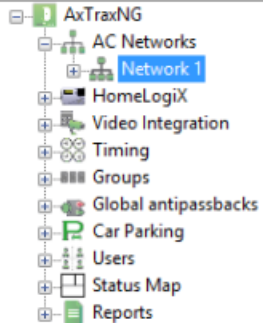 AxTraxNG
AC Networks
Network 1
HomeLogiX
Video Integration
Timing
Groups
Global antipassbacks
Car Parking
Users
Status Map
Reports